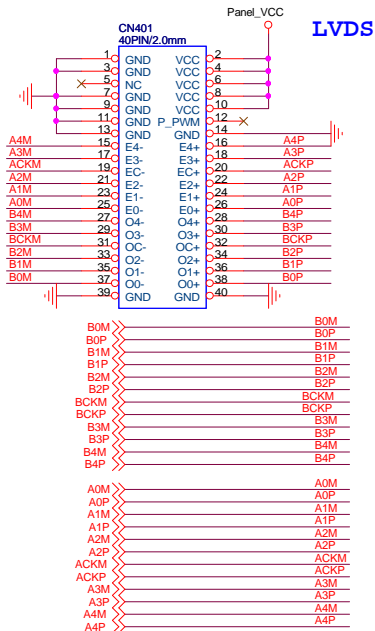 Panel_VCC
LVDS
CN401
40PIN/2.0mm
1 GND VCC 2
3 GND VCC 4
5 NC VCC 6
7 GND VCC 8
9 GND VCC 10
11 GND P_PWM 12
13 GND GND 14
A4M 15 E4- E4+ 16 A4P
A3M 17 E3- E3+ 18 A3P
ACKM 19 EC- EC+ 20 ACKP
A2M 21 E2- E2+ 22 A2P
A1M 23 E1- E1+ 24 A1P
A0M 25 E0- E0+ 26 A0P
B4M 27 O4- O4+ 28 B4P
B3M 29 O3- O3+ 30 B3P
BCKM 31 OC- OC+ 32 BCKP
B2M 33 O2- O2+ 34 B2P
B1M 35 O1- O1+ 36 B1P
B0M 37 O0- O0+ 38 B0P
39 GND GND 40
B0M B0M
B0P B0P
B1M B1M
B1P B1P
B2M B2M
B2P B2P
BCKM BCKM
BCKP BCKP
B3M B3M
B3P B3P
B4M B4M
B4P B4P
A0M A0M
A0P A0P
A1M A1M
A1P A1P
A2M A2M
A2P A2P
ACKM ACKM
ACKP ACKP
A3M A3M
A3P A3P
A4M A4M
A4P A4P